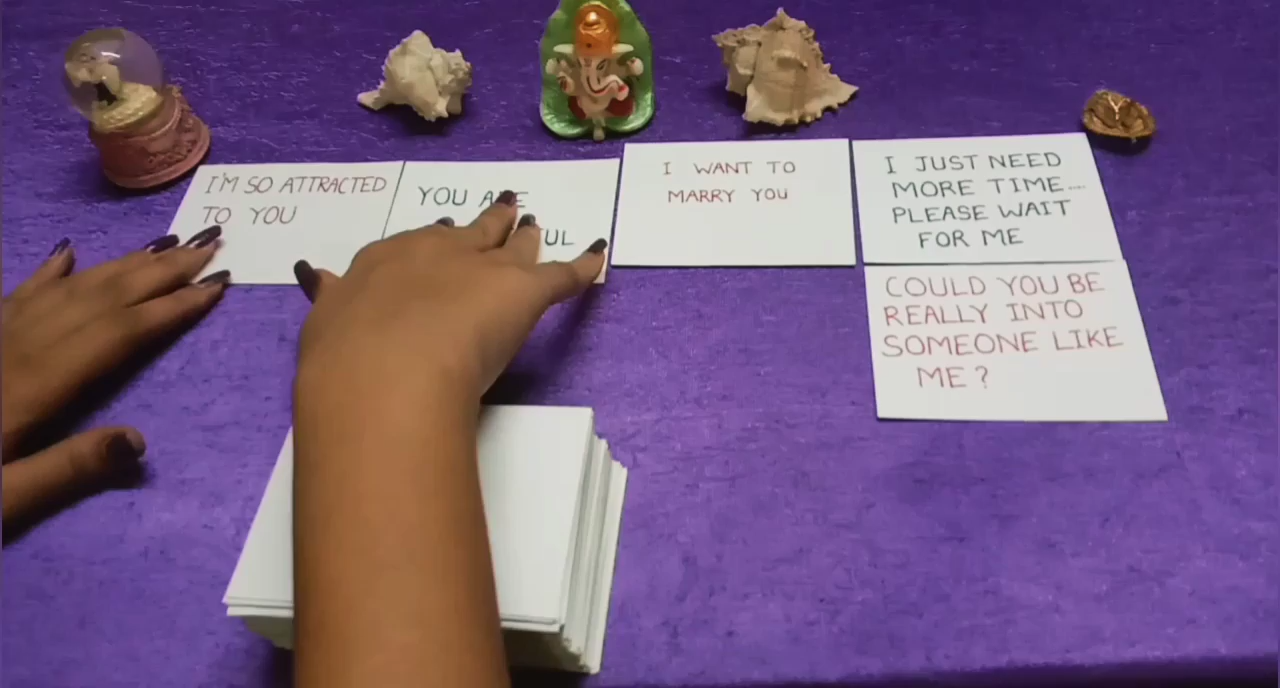 I'M SO ATTRACTED
TO YOU
YOU ARE
I WANT TO
MARRY YOU
I JUST NEED
MORE TIME....
PLEASE WAIT
FOR ME
COULD YOU BE
REALLY INTO
SOMEONE LIKE
ME?